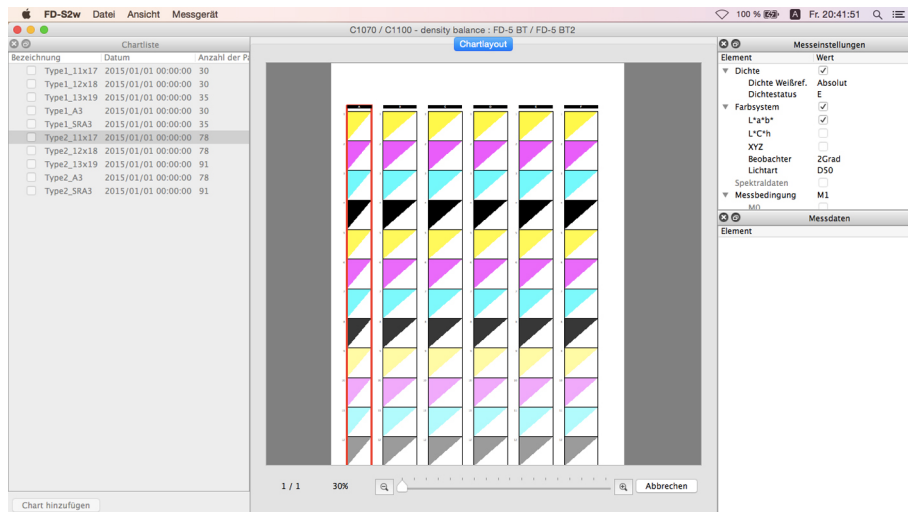 FD-S2w Datei Ansicht Messgerät 100 % Fr. 20:41:51
C1070 / C1100 - density balance : FD-5 BT / FD-5 BT2
Chartliste
Bezeichnung Datum Anzahl der Pa
Type1_11x17 2015/01/01 00:00:00 30
Type1_12x18 2015/01/01 00:00:00 30
Type1_13x19 2015/01/01 00:00:00 35
Type1_A3 2015/01/01 00:00:00 30
Type1_SRA3 2015/01/01 00:00:00 35
Type2_11x17 2015/01/01 00:00:00 78
Type2_12x18 2015/01/01 00:00:00 78
Type2_13x19 2015/01/01 00:00:00 91
Type2_A3 2015/01/01 00:00:00 78
Type2_SRA3 2015/01/01 00:00:00 91
Chart hinzufügen
Chartlayout
1 / 1 30% Abbrechen
Messeinstellungen
Element Wert
Dichte
Dichte Weißref. Absolut
Dichtestatus E
Farbsystem
L*a*b*
L*C*h
XYZ
Beobachter 2Grad
Lichtart D50
Spektraldaten
Messbedingung M1
M0
Messdaten
Element